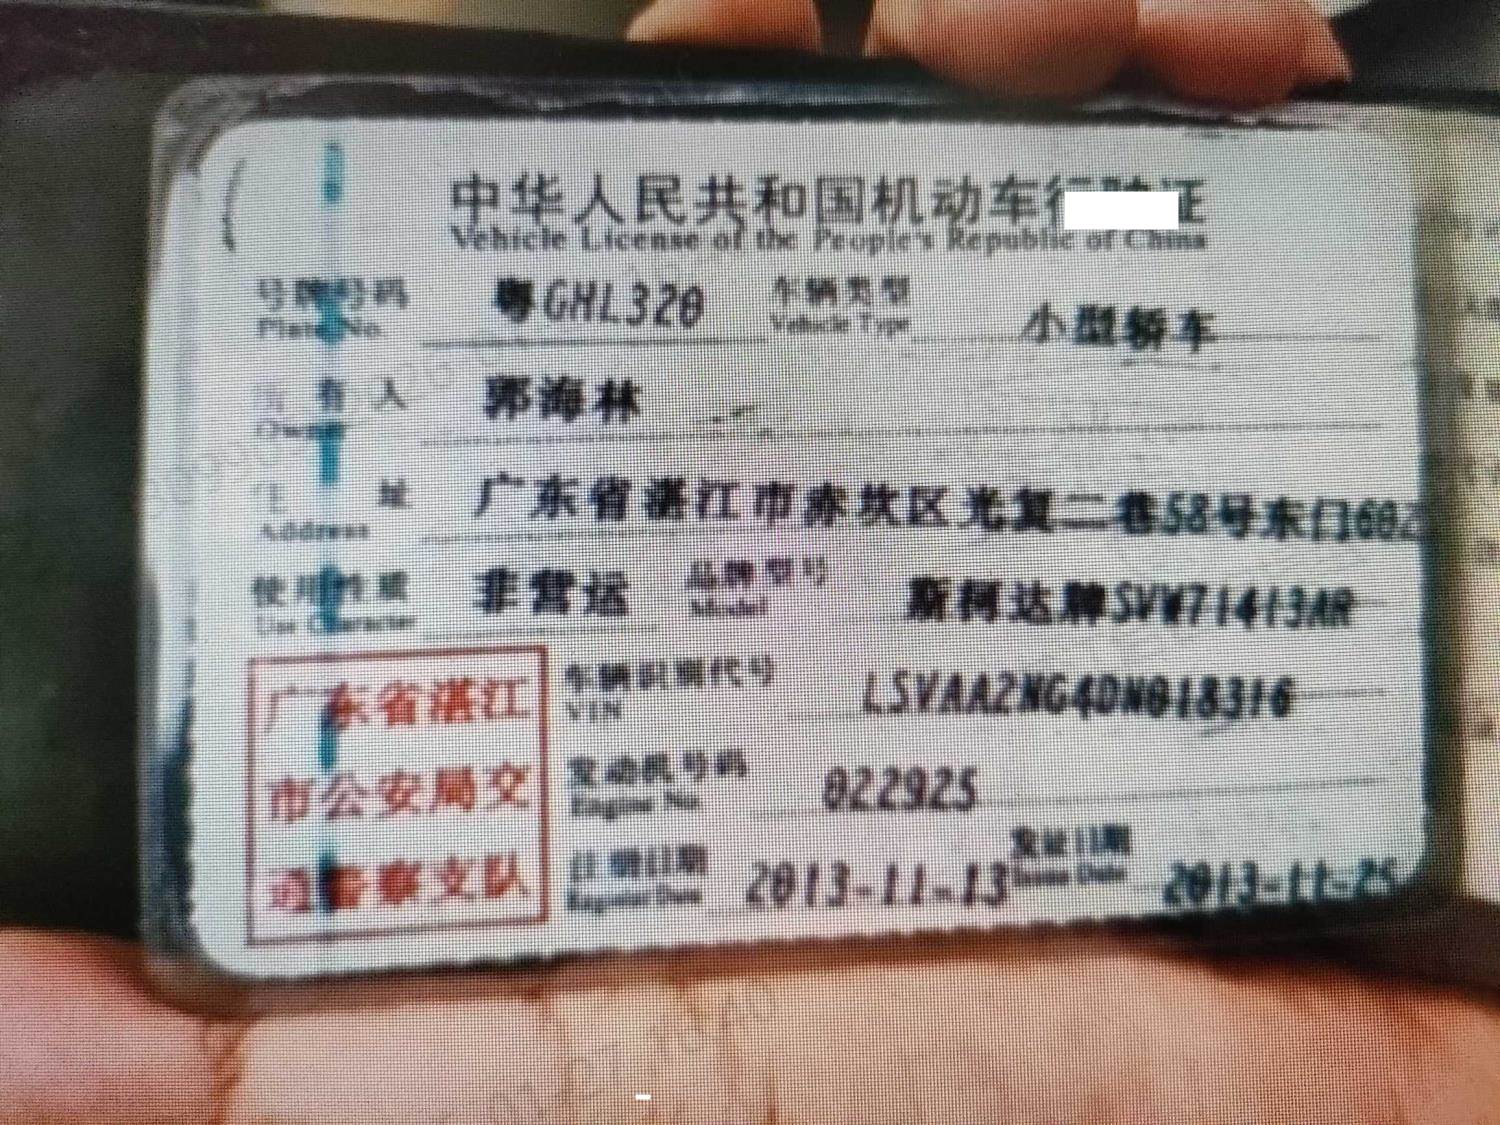 中华人民共和国机动车行 证
Vehicle License of the People's Republic of China
号牌号码 粤GHL320 车辆类型 小型轿车
Plate No. Vehicle Type
有人 郭海林
Owner
址 广东省湛江市赤坎区光复二巷58号东门602
Address
使用性质 非营运 品牌型号 斯柯达牌SVW71413AR
Use Character Model
车辆识别代号 LSVAA2NG4DN018316
VIN
发动机号码 022925
Engine No.
注册日期 2013-11-13 发证日期 2013-11-25
Register Date Issue Date
广东省湛江
市公安局交
通警察支队